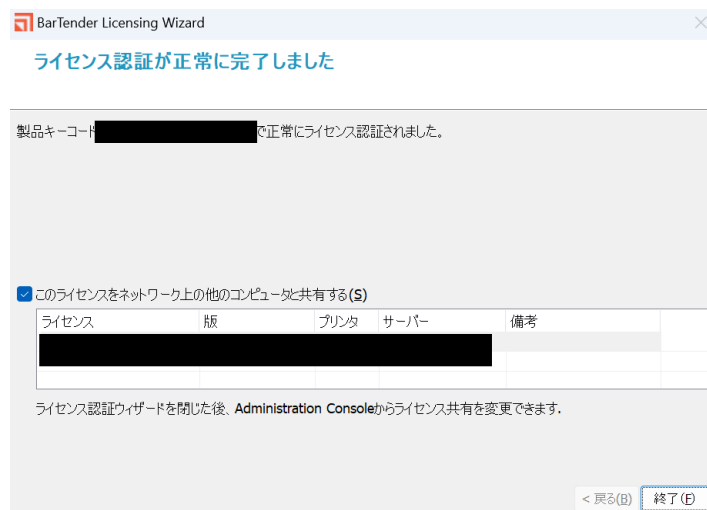 BarTender Licensing Wizard
ライセンス認証が正常に完了しました
製品キーコード で正常にライセンス認証されました。
このライセンスをネットワーク上の他のコンピュータと共有する(S)
ライセンス 版 プリンタ サーバー 備考
ライセンス認証ウィザードを閉じた後、Administration Consoleからライセンス共有を変更できます.
< 戻る(B) 終了(F)